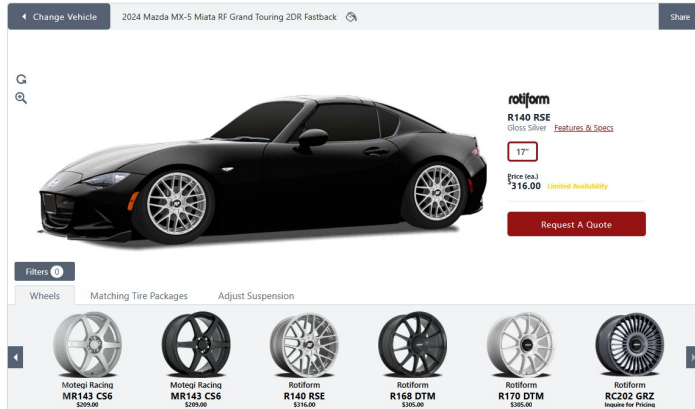 Change Vehicle
2024 Mazda MX-5 Miata RF Grand Touring 2DR Fastback
Share
rotiform
R140 RSE
Gloss Silver Features & Specs
17"
Price (ea.)
$316.00 Limited Availability
Request A Quote
Filters 0
Wheels Matching Tire Packages Adjust Suspension
Motegi Racing Motegi Racing Rotiform Rotiform Rotiform Rotiform
MR143 CS6 MR143 CS6 R140 RSE R168 DTM R170 DTM RC202 GRZ
$209.00 $209.00 $316.00 $305.00 $305.00 Inquire for Pricing